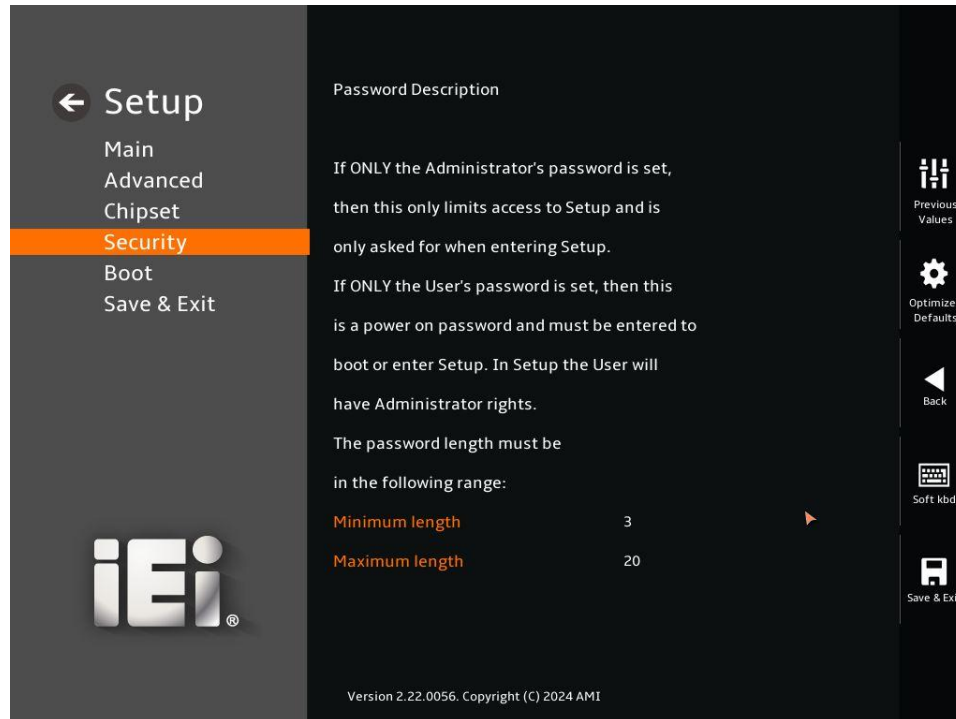 Setup
Main
Advanced
Chipset
Security
Boot
Save & Exit
iEi®
Password Description
If ONLY the Administrator's password is set,
then this only limits access to Setup and is
only asked for when entering Setup.
If ONLY the User's password is set, then this
is a power on password and must be entered to
boot or enter Setup. In Setup the User will
have Administrator rights.
The password length must be
in the following range:
Minimum length 3
Maximum length 20
Version 2.22.0056. Copyright (C) 2024 AMI
Previous
Values
Optimize
Defaults
Back
Soft kbd
Save & Exi